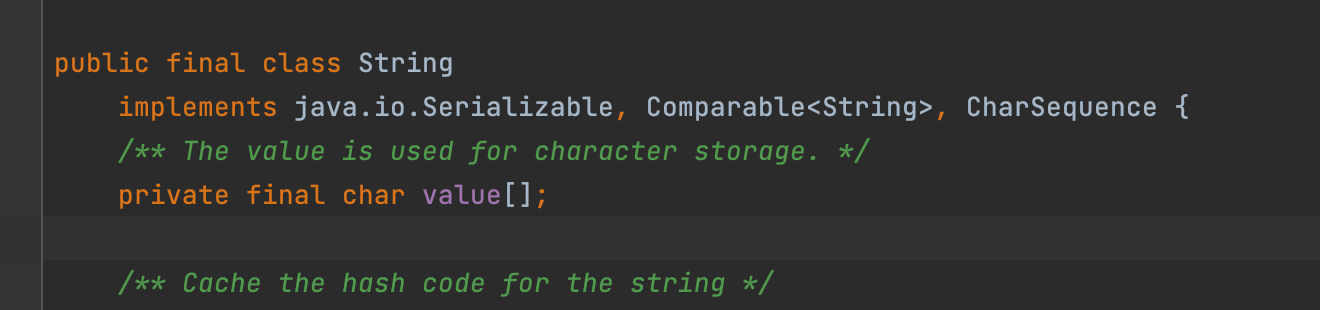 public final class String
implements java.io.Serializable, Comparable<String>, CharSequence {
/** The value is used for character storage. */
private final char value[];
/** Cache the hash code for the string */